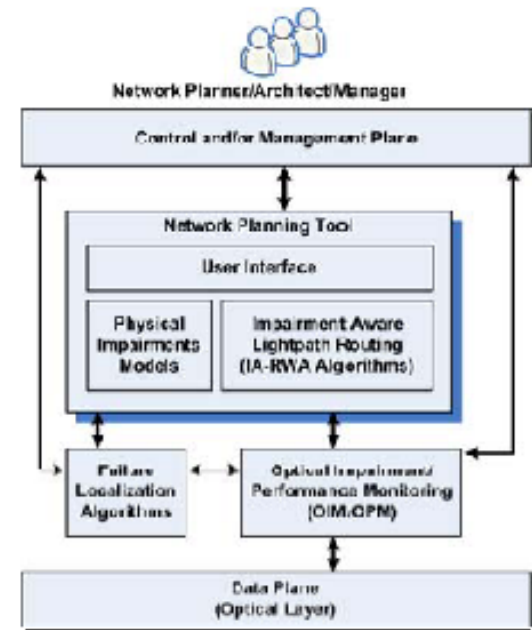 Network Planner/Architect/Manager
Control and/or Management Plane
Network Planning Tool
User Interface
Physical
Impairments
Models
Impairment Aware
Lightpath Routing
(IA-RWA Algorithms)
Failure
Localization
Algorithms
Optical Impairment/
Performance Monitoring
(OIM/OPM)
Data Plane
(Optical Layer)